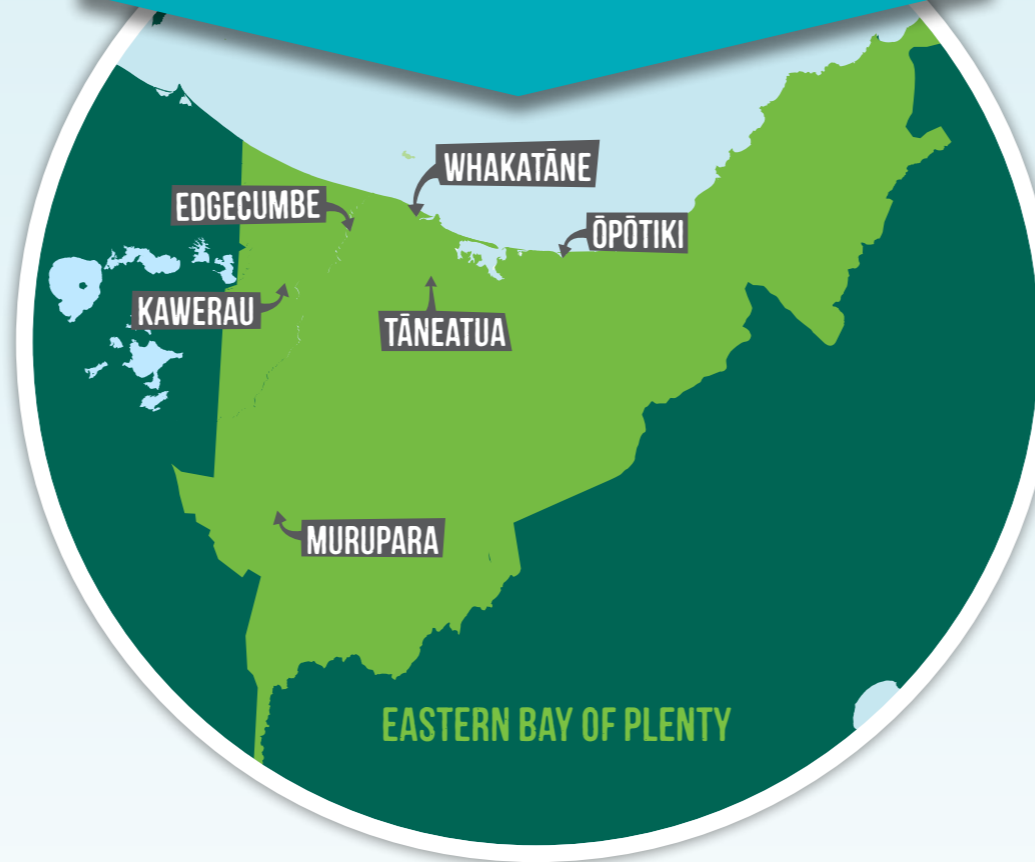 WHAKATĀNE
EDGECUMBE
ŌPŌTIKI
KAWERAU
TĀNEATUA
MURUPARA
EASTERN BAY OF PLENTY